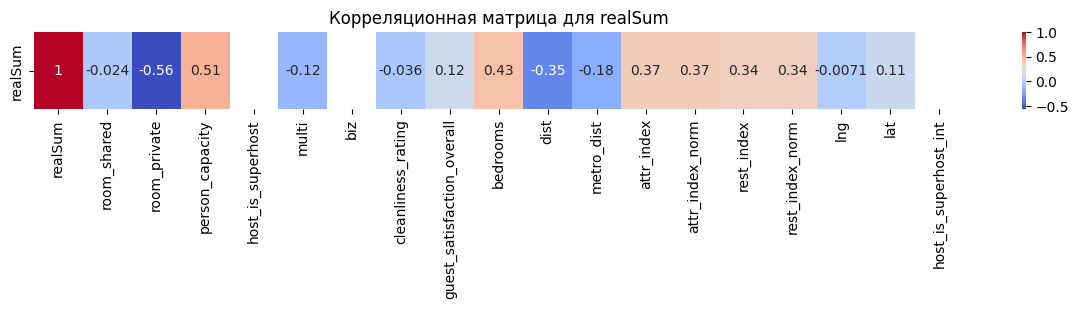 Корреляционная матрица для realSum
realSum
1 -0.024 -0.56 0.51 -0.12 -0.036 0.12 0.43 -0.35 -0.18 0.37 0.37 0.34 0.34 -0.0071 0.11
realSum
room_shared
room_private
person_capacity
host_is_superhost
multi
biz
cleanliness_rating
guest_satisfaction_overall
bedrooms
dist
metro_dist
attr_index
attr_index_norm
rest_index
rest_index_norm
lng
lat
host_is_superhost_int
1.0
0.5
0.0
−0.5